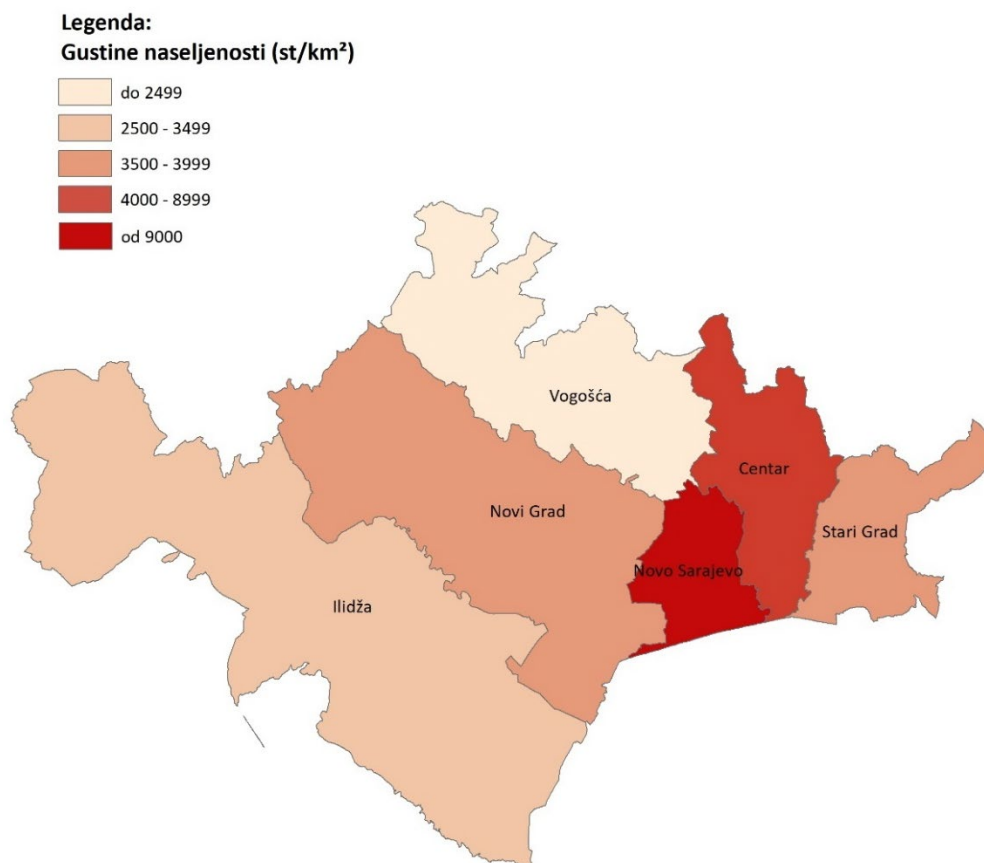 Legenda:
Gustine naseljenosti (st/km²)
do 2499
2500 - 3499
3500 - 3999
4000 - 8999
od 9000
Vogošća
Centar
Novi Grad
Stari Grad
Novo Sarajevo
Ilidža